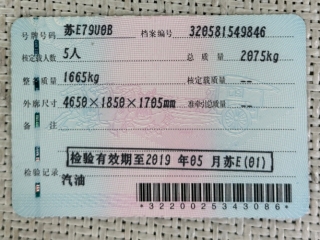 号牌号码 苏E79U0B 档案编号 320581549846
核定载人数 5人 总质量 2075kg
整备质量 1665kg 核定载质量 --
外廓尺寸 4650×1850×1705mm 准牵引总质量 --
备注
检验有效期至2019 年05 月苏E(01)
检验记录
汽油
*3220025343086*